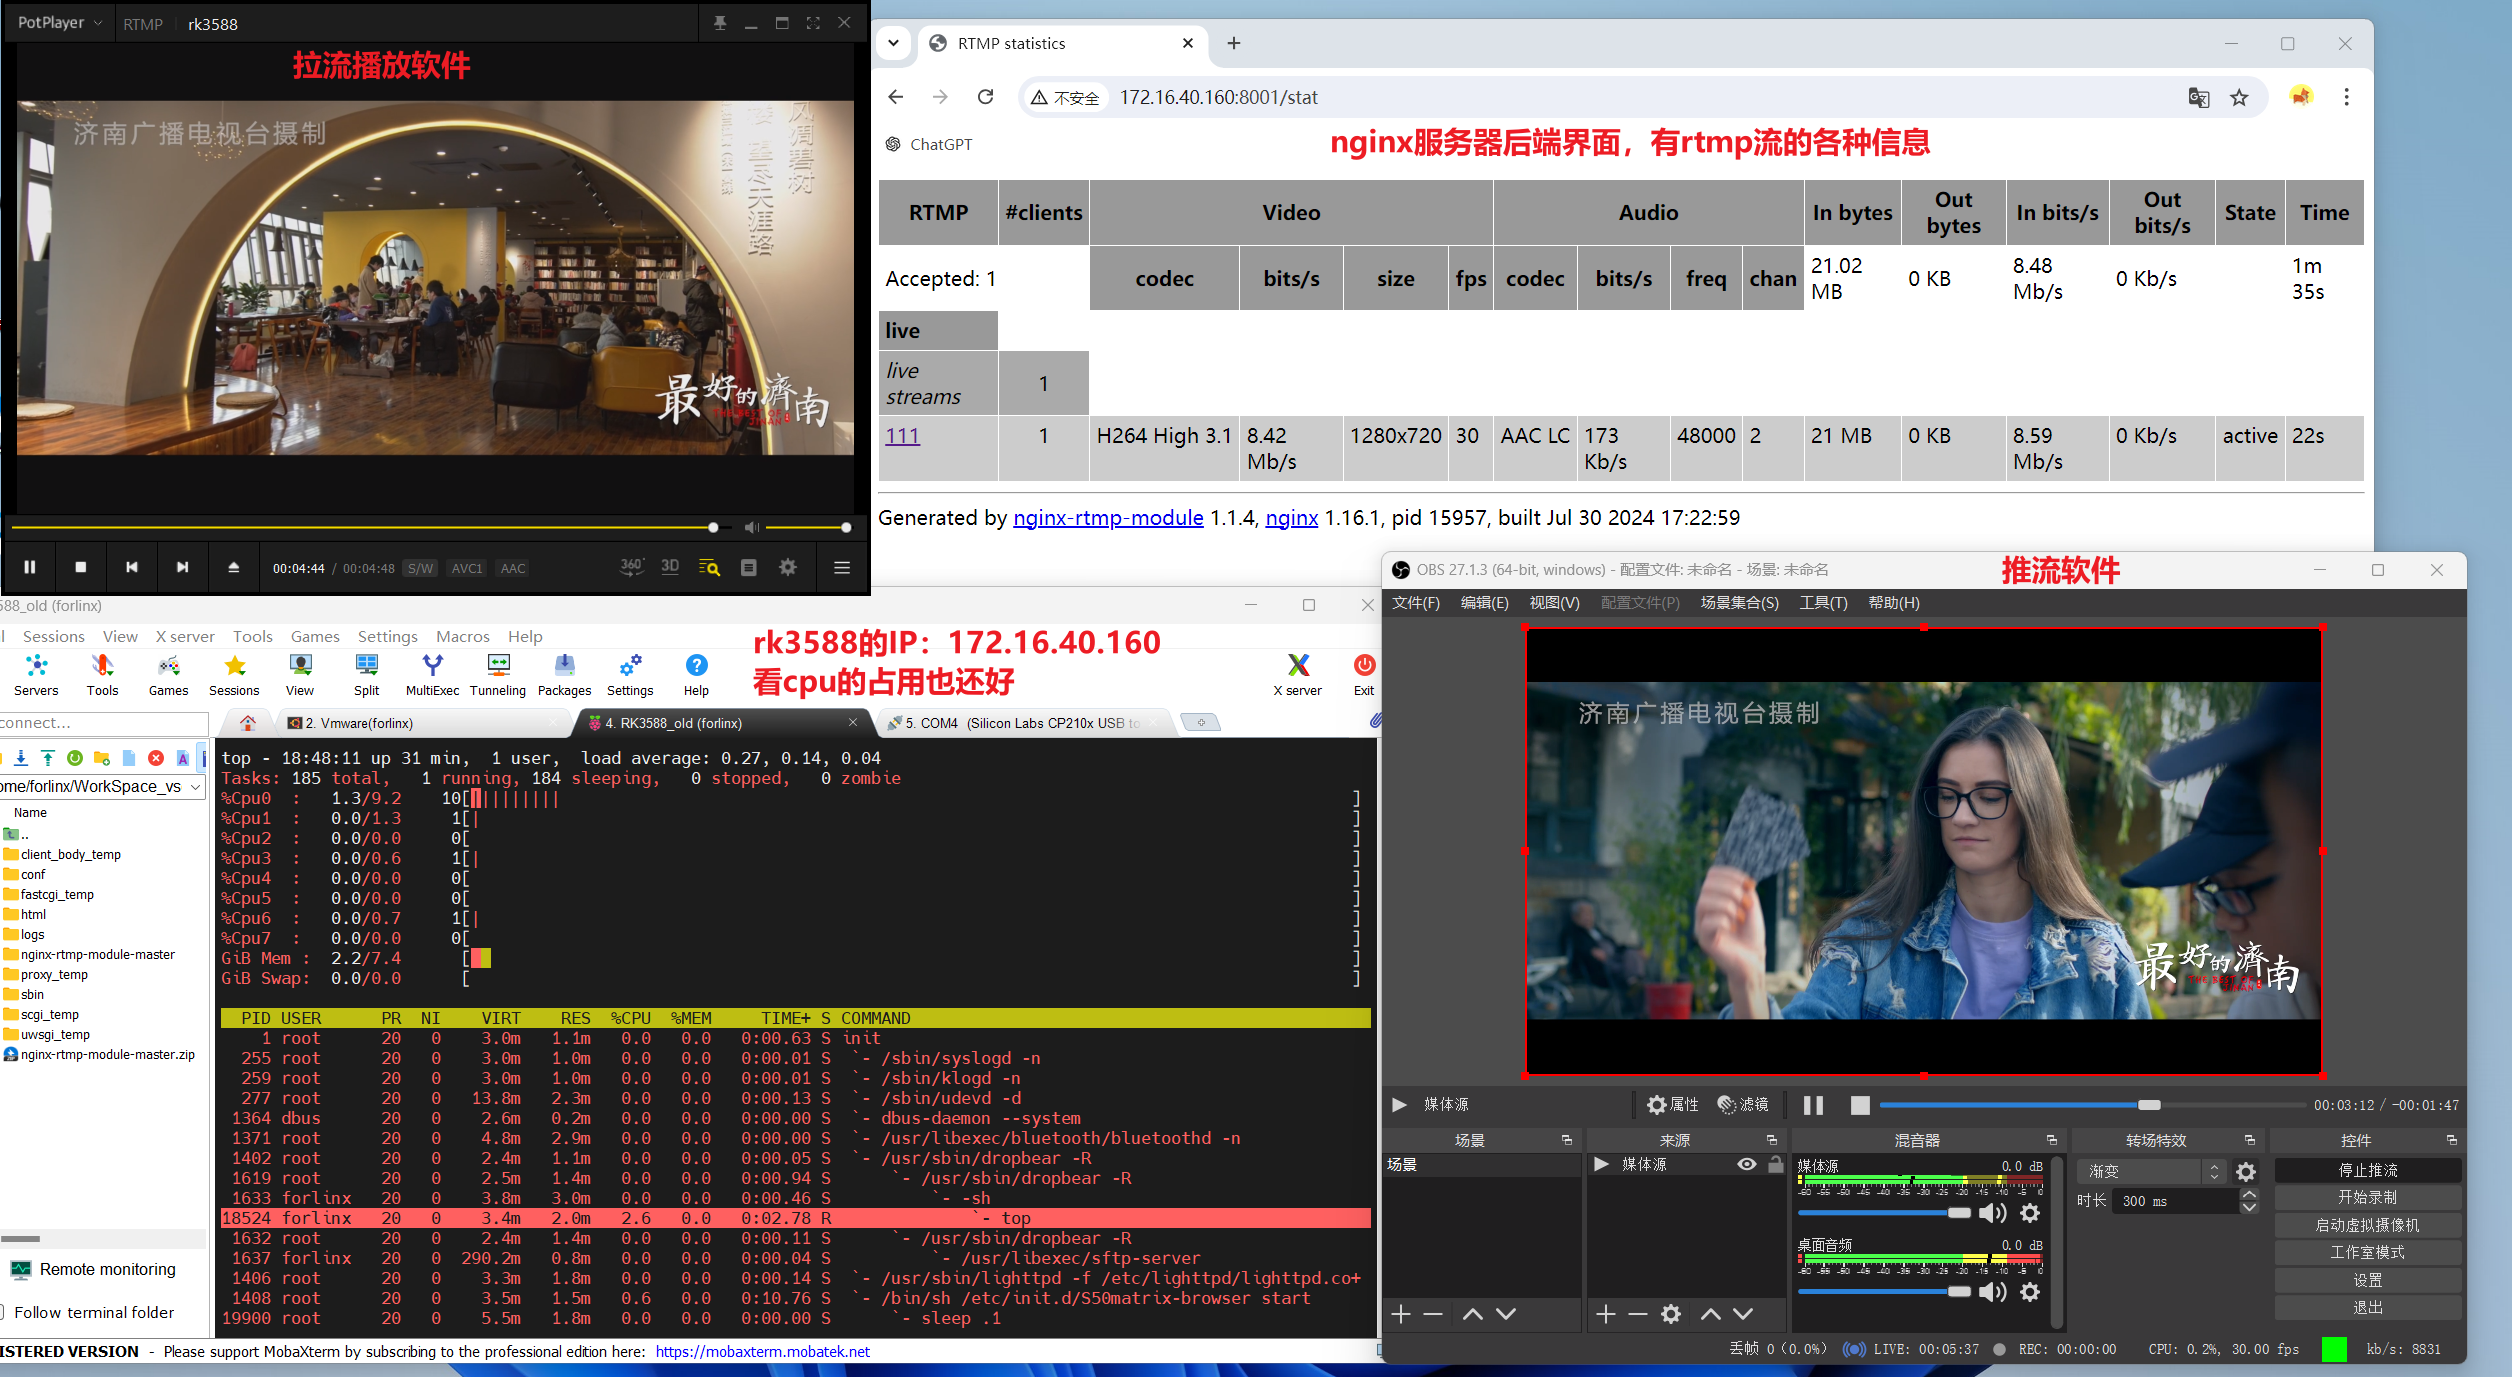 PotPlayer
RTMP
rk3588
拉流播放软件
济南广播电视台摄制
最好的濟南
THE BEST OF JINAN
00:04:44 / 00:04:48 S/W AVC1 AAC
360°
3D
RTMP statistics
不安全
172.16.40.160:8001/stat
ChatGPT
nginx服务器后端界面，有rtmp流的各种信息
RTMP #clients Video Audio In bytes Out bytes In bits/s Out bits/s State Time
Accepted: 1 codec bits/s size fps codec bits/s freq chan 21.02 MB 0 KB 8.48 Mb/s 0 Kb/s 1m 35s
live
live streams 1
111 1 H264 High 3.1 8.42 Mb/s 1280x720 30 AAC LC 173 Kb/s 48000 2 21 MB 0 KB 8.59 Mb/s 0 Kb/s active 22s
Generated by nginx-rtmp-module 1.1.4, nginx 1.16.1, pid 15957, built Jul 30 2024 17:22:59
588_old (forlinx)
l Sessions View X server Tools Games Settings Macros Help
rk3588的IP：172.16.40.160
看cpu的占用也还好
Servers Tools Games Sessions View Split MultiExec Tunneling Packages Settings Help
X server Exit
connect...
2. Vmware(forlinx)
4. RK3588_old (forlinx)
5. COM4 (Silicon Labs CP210x USB to
ome/forlinx/WorkSpace_vs
Name
..
client_body_temp
conf
fastcgi_temp
html
logs
nginx-rtmp-module-master
proxy_temp
sbin
scgi_temp
uwsgi_temp
nginx-rtmp-module-master.zip
Remote monitoring
Follow terminal folder
top - 18:48:11 up 31 min, 1 user, load average: 0.27, 0.14, 0.04
Tasks: 185 total, 1 running, 184 sleeping, 0 stopped, 0 zombie
%Cpu0 : 1.3/9.2 10[||||||||||
]
%Cpu1 : 0.0/1.3 1[| ]
%Cpu2 : 0.0/0.0 0[ ]
%Cpu3 : 0.0/0.6 1[| ]
%Cpu4 : 0.0/0.0 0[ ]
%Cpu5 : 0.0/0.0 0[ ]
%Cpu6 : 0.0/0.7 1[| ]
%Cpu7 : 0.0/0.0 0[ ]
GiB Mem : 2.2/7.4 [ ]
GiB Swap: 0.0/0.0 [ ]
PID USER PR NI VIRT RES %CPU %MEM TIME+ S COMMAND
1 root 20 0 3.0m 1.1m 0.0 0.0 0:00.63 S init
255 root 20 0 3.0m 1.0m 0.0 0.0 0:00.01 S `- /sbin/syslogd -n
259 root 20 0 3.0m 1.0m 0.0 0.0 0:00.01 S `- /sbin/klogd -n
277 root 20 0 13.8m 2.3m 0.0 0.0 0:00.13 S `- /sbin/udevd -d
1364 dbus 20 0 2.6m 0.2m 0.0 0.0 0:00.00 S `- dbus-daemon --system
1371 root 20 0 4.8m 2.9m 0.0 0.0 0:00.00 S `- /usr/libexec/bluetooth/bluetoothd -n
1402 root 20 0 2.4m 1.1m 0.0 0.0 0:00.05 S `- /usr/sbin/dropbear -R
1619 root 20 0 2.5m 1.4m 0.0 0.0 0:00.94 S `- /usr/sbin/dropbear -R
1633 forlinx 20 0 3.8m 3.0m 0.0 0.0 0:00.46 S `- -sh
18524 forlinx 20 0 3.4m 2.0m 2.6 0.0 0:02.78 R `- top
1632 root 20 0 2.4m 1.4m 0.0 0.0 0:00.11 S `- /usr/sbin/dropbear -R
1637 forlinx 20 0 290.2m 0.8m 0.0 0.0 0:00.04 S `- /usr/libexec/sftp-server
1406 root 20 0 3.3m 1.8m 0.0 0.0 0:00.14 S `- /usr/sbin/lighttpd -f /etc/lighttpd/lighttpd.co+
1408 root 20 0 3.5m 1.5m 0.6 0.0 0:10.76 S `- /bin/sh /etc/init.d/S50matrix-browser start
19900 root 20 0 5.5m 1.8m 0.0 0.0 0:00.00 S `- sleep .1
ISTERED VERSION - Please support MobaXterm by subscribing to the professional edition here: https://mobaxterm.mobatek.net
OBS 27.1.3 (64-bit, windows) - 配置文件: 未命名 - 场景: 未命名
推流软件
文件(F) 编辑(E) 视图(V) 配置文件(P) 场景集合(S) 工具(T) 帮助(H)
济南广播电视台摄制
最好的濟南
THE BEST OF JINAN
媒体源
属性
滤镜
00:03:12 / -00:01:47
场景 来源 混音器 转场特效 控件
场景
媒体源
媒体源 0.0 dB
-60 -55 -50 -45 -40 -35 -30 -25 -20 -15 -10 -5 0
桌面音频 0.0 dB
-60 -55 -50 -45 -40 -35 -30 -25 -20 -15 -10 -5 0
渐变
时长 300 ms
停止推流
开始录制
启动虚拟摄像机
工作室模式
设置
退出
丢帧 0 (0.0%) LIVE: 00:05:37 REC: 00:00:00 CPU: 0.2%, 30.00 fps kb/s: 8831